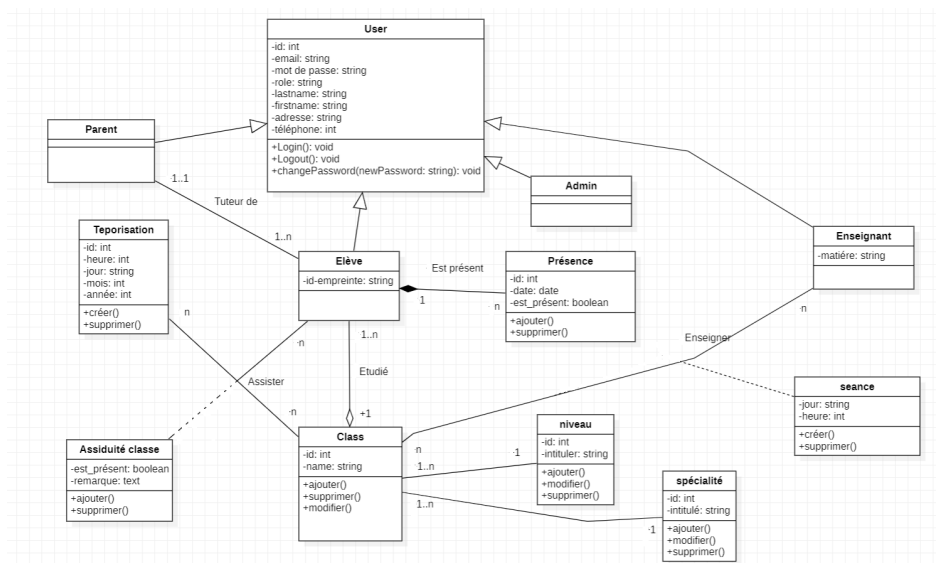 User
-id: int
-email: string
-mot de passe: string
-role: string
-lastname: string
-firstname: string
-adresse: string
-téléphone: int
+Login(): void
+Logout(): void
+changePassword(newPassword: string): void
Parent
1..1
Tuteur de
1..n
Admin
Enseignant
-matiére: string
n
Enseigner
Teporisation
-id: int
-heure: int
-jour: string
-mois: int
-année: int
+créer()
+supprimer()
n
Elève
-id-empreinte: string
Est présent
1
n
Présence
-id: int
-date: date
-est_présent: boolean
+ajouter()
+supprimer()
n
1..n
Etudié
Assister
n
+1
seance
-jour: string
-heure: int
+créer()
+supprimer()
Assiduité classe
-est_présent: boolean
-remarque: text
+ajouter()
+supprimer()
Class
-id: int
-name: string
+ajouter()
+supprimer()
+modifier()
n
1..n
1
1..n
1
niveau
-id: int
-intituler: string
+ajouter()
+modifier()
+supprimer()
spécialité
-id: int
-intitulé: string
+ajouter()
+modifier()
+supprimer()